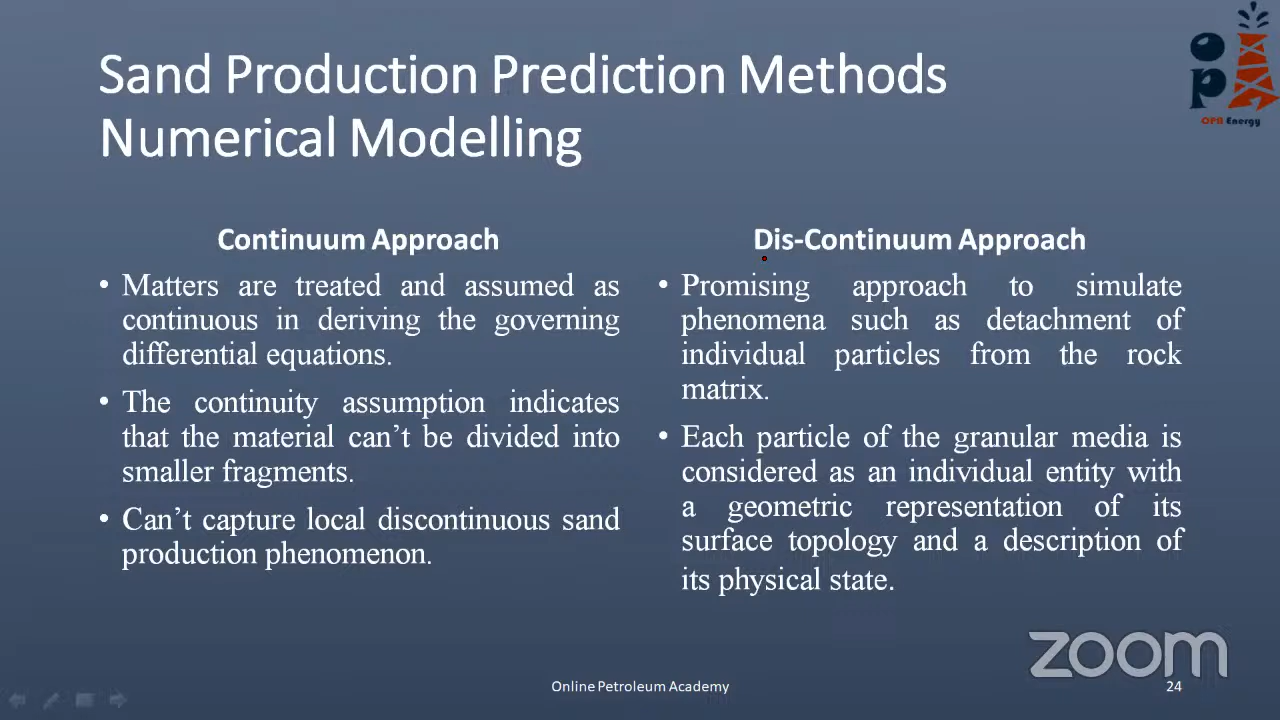 Sand Production Prediction Methods
Numerical Modelling
OPA Energy
Continuum Approach
• Matters are treated and assumed as
continuous in deriving the governing
differential equations.
• The continuity assumption indicates
that the material can't be divided into
smaller fragments.
• Can't capture local discontinuous sand
production phenomenon.
Dis-Continuum Approach
• Promising approach to simulate
phenomena such as detachment of
individual particles from the rock
matrix.
• Each particle of the granular media is
considered as an individual entity with
a geometric representation of its
surface topology and a description of
its physical state.
zoom
Online Petroleum Academy
24